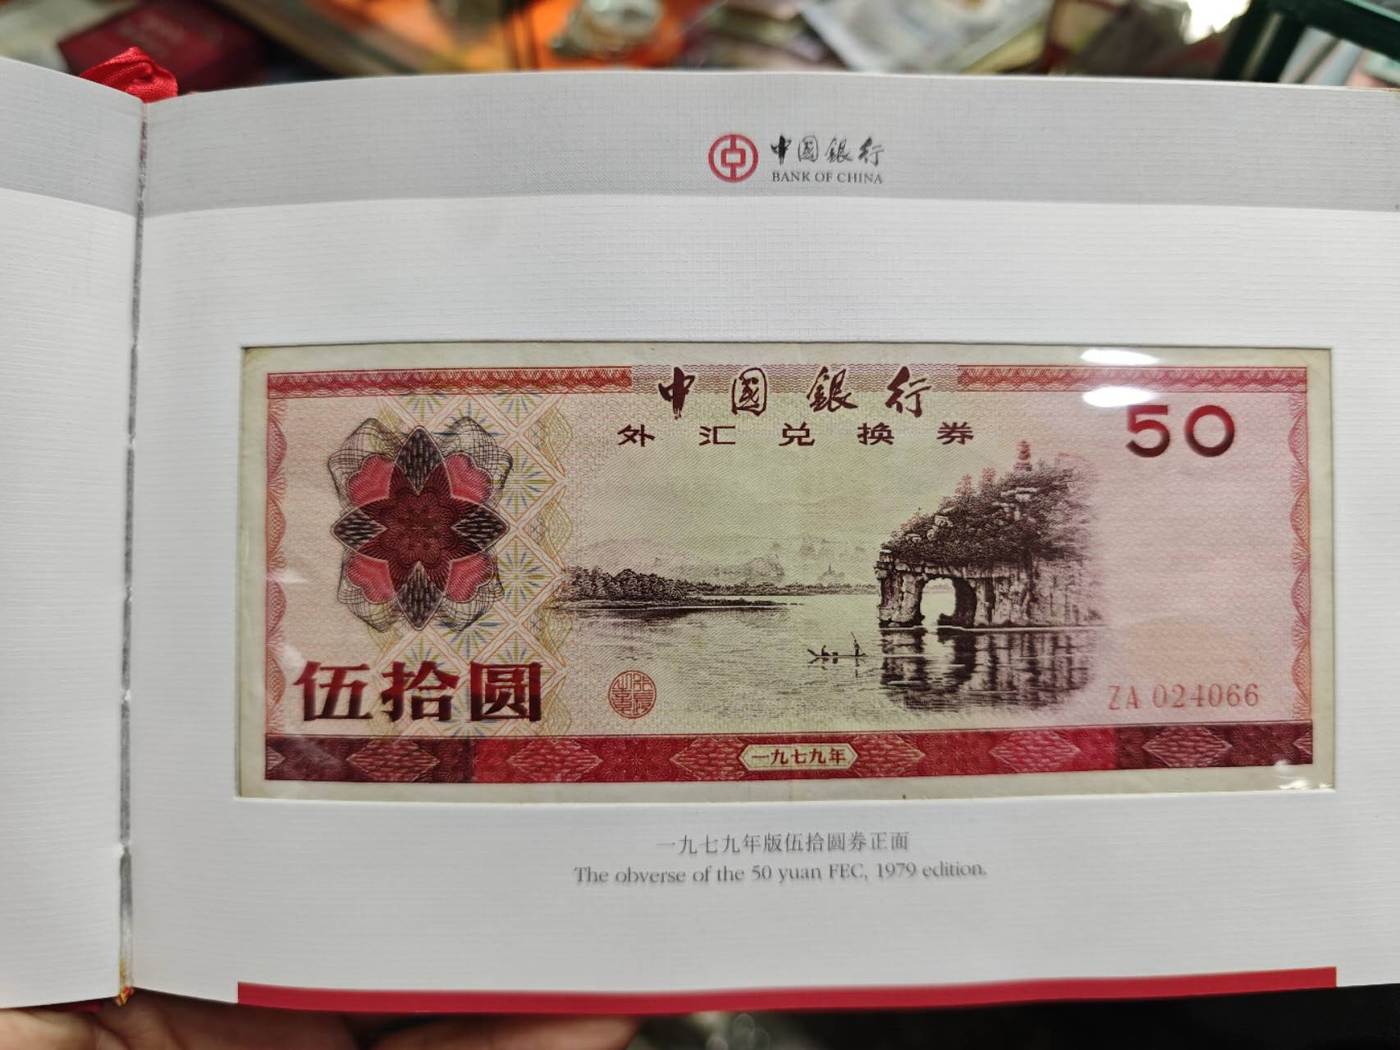 中國銀行
BANK OF CHINA
中國銀行
外汇兑换券
50
伍拾圆
ZA 024066
一九七九年
一九七九年版伍拾圆券正面
The obverse of the 50 yuan FEC, 1979 edition.